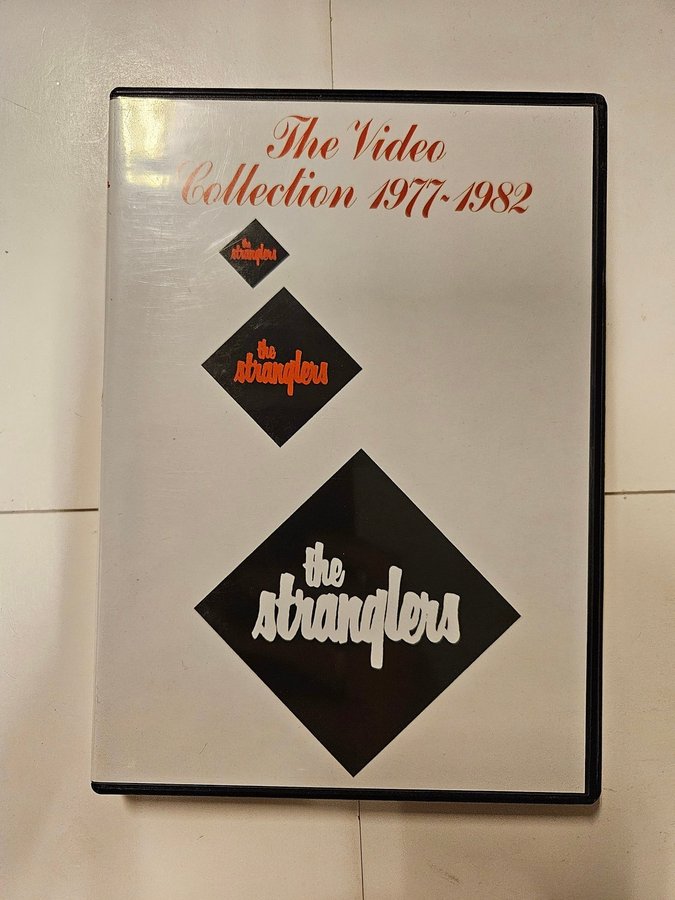 The Video
Collection 1977-1982
the
stranglers
the
stranglers
the
stranglers